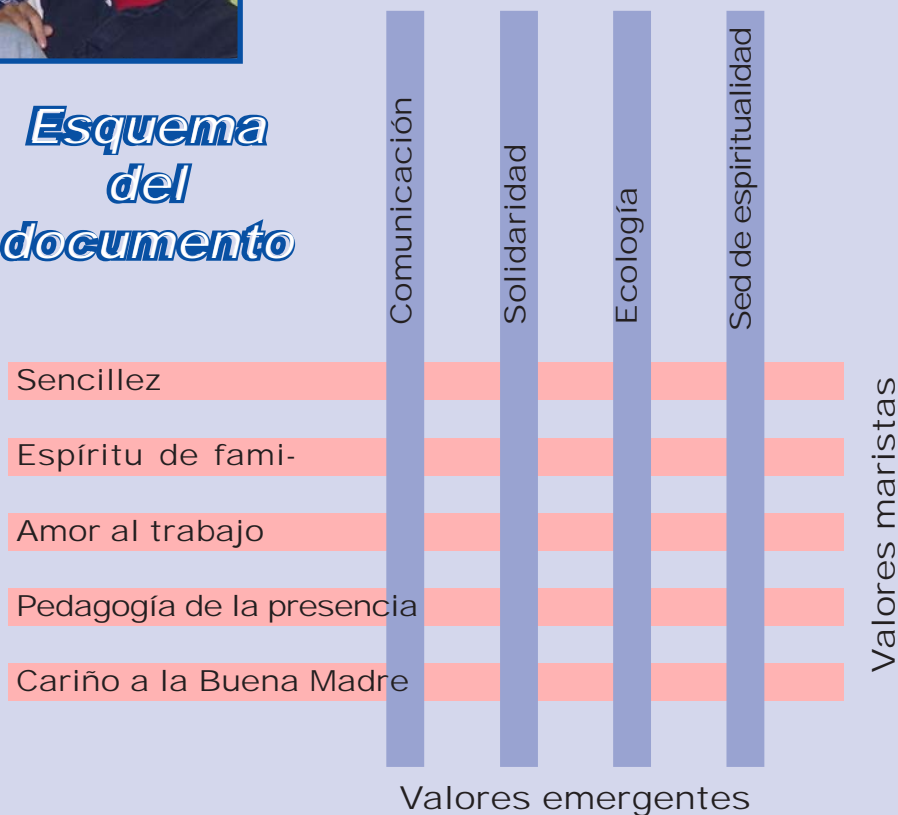 Esquema
del
documento
Comunicación
Solidaridad
Ecología
Sed de espiritualidad
Sencillez
Espíritu de fami-
Amor al trabajo
Pedagogía de la presencia
Cariño a la Buena Madre
Valores maristas
Valores emergentes